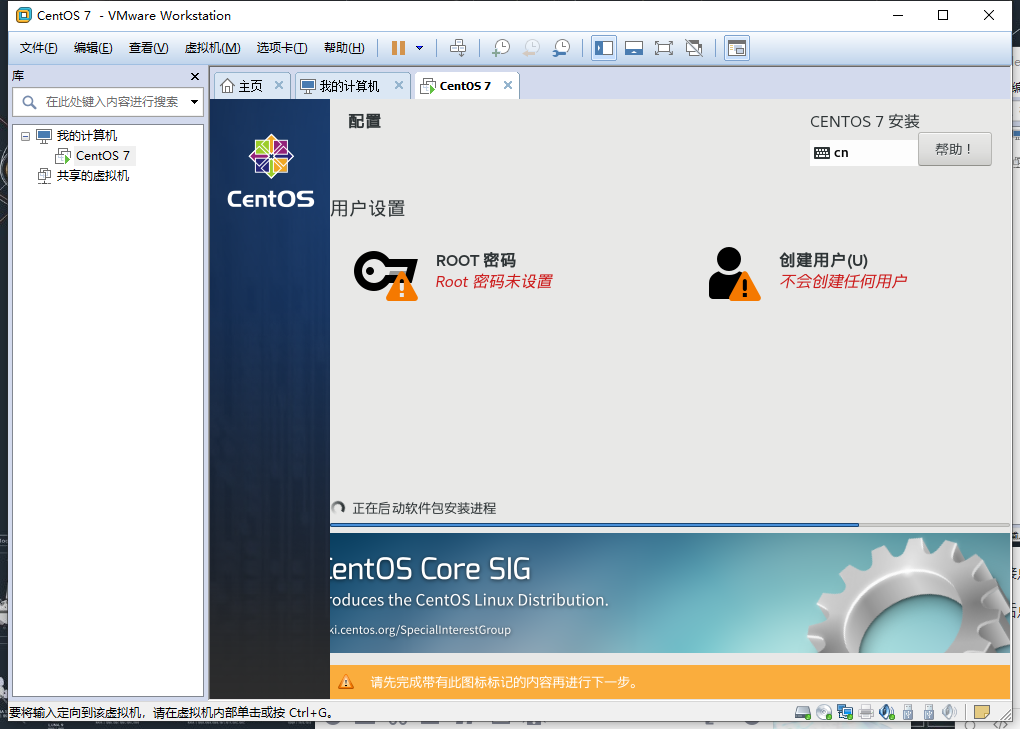 CentOS 7 - VMware Workstation
文件(F) 编辑(E) 查看(V) 虚拟机(M) 选项卡(T) 帮助(H)
库
在此处键入内容进行搜索
我的计算机
CentOS 7
共享的虚拟机
主页 我的计算机 CentOS 7
CentOS
配置
CENTOS 7 安装
cn
帮助！
用户设置
ROOT 密码
Root 密码未设置
创建用户(U)
不会创建任何用户
正在启动软件包安装进程
entOS Core SIG
roduces the CentOS Linux Distribution.
ki.centos.org/SpecialInterestGroup
请先完成带有此图标标记的内容再进行下一步。
要将输入定向到该虚拟机，请在虚拟机内部单击或按 Ctrl+G。